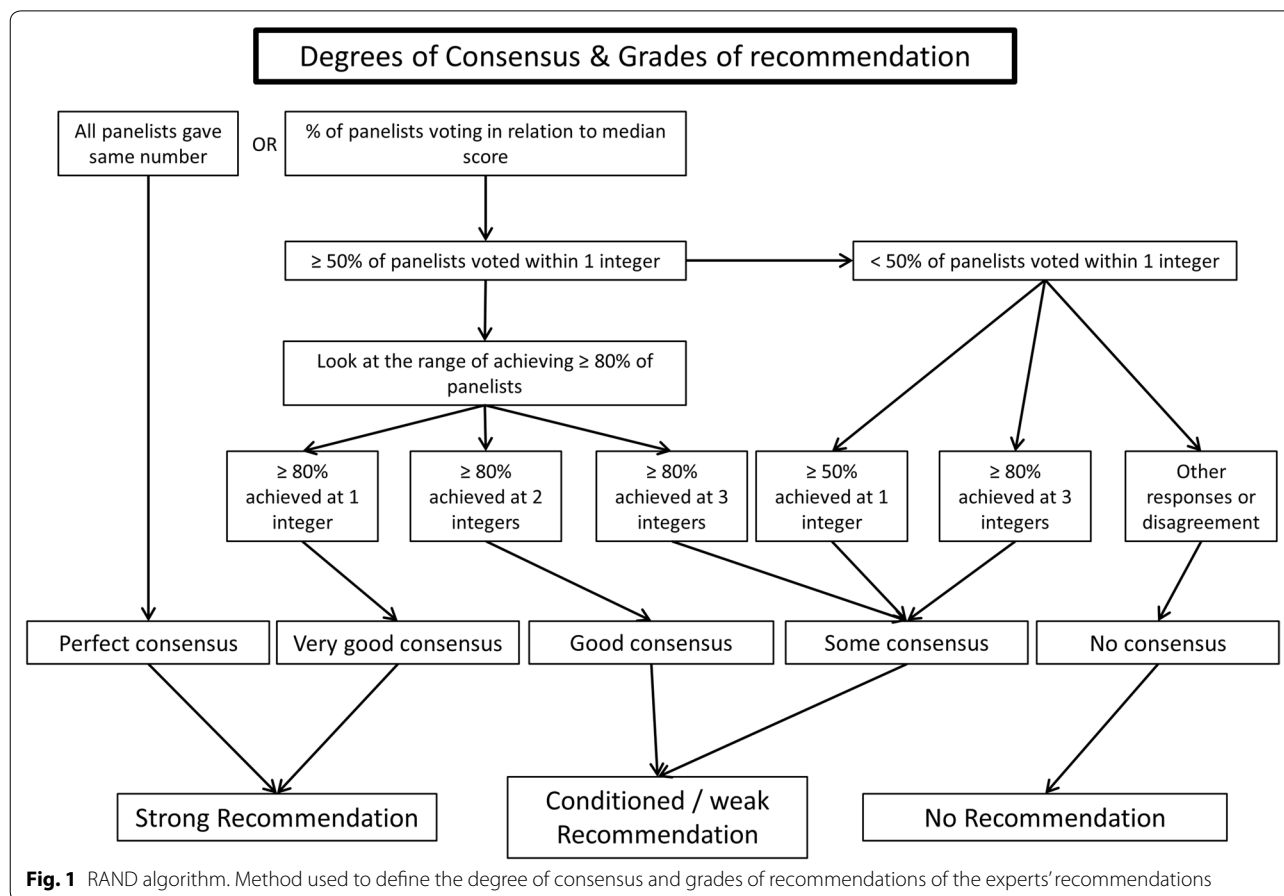 Degrees of Consensus & Grades of recommendation
All panelists gave
same number
OR
% of panelists voting in relation to median
score
≥ 50% of panelists voted within 1 integer
< 50% of panelists voted within 1 integer
Look at the range of achieving ≥ 80% of
panelists
≥ 80%
achieved at 1
integer
≥ 80%
achieved at 2
integers
≥ 80%
achieved at 3
integers
≥ 50%
achieved at 1
integer
≥ 80%
achieved at 3
integers
Other
responses or
disagreement
Perfect consensus
Very good consensus
Good consensus
Some consensus
No consensus
Strong Recommendation
Conditioned / weak
Recommendation
No Recommendation
Fig. 1 RAND algorithm. Method used to define the degree of consensus and grades of recommendations of the experts' recommendations